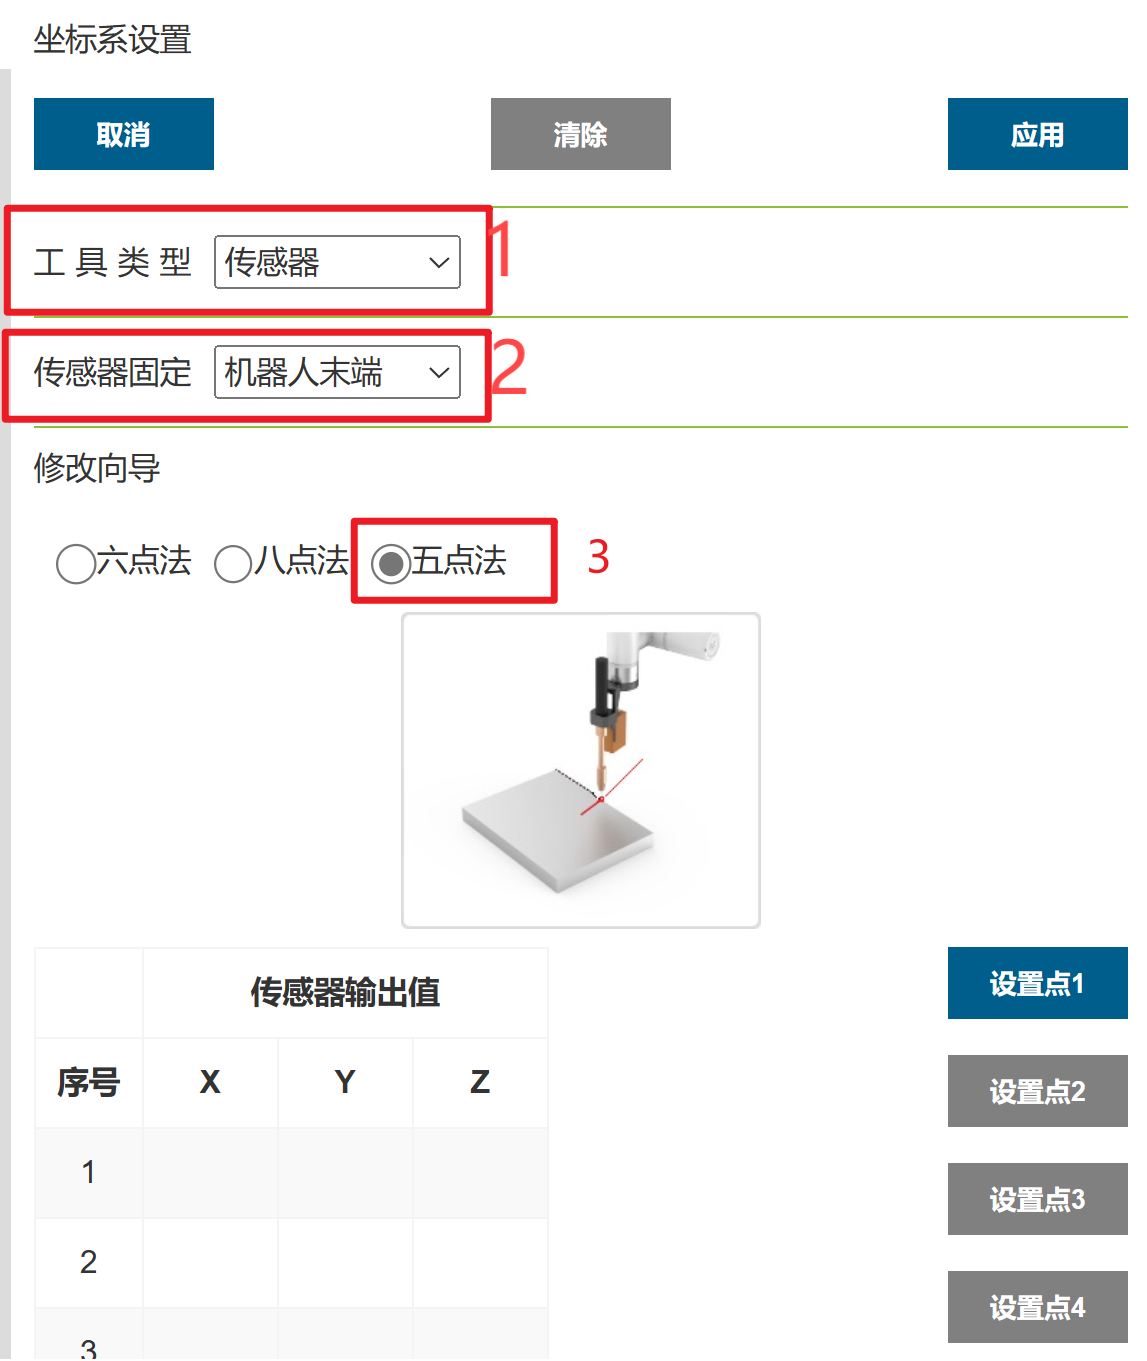 坐标系设置
取消 清除 应用
工 具 类 型 传感器 1
传感器固定 机器人末端 2
修改向导
六点法 八点法 五点法 3
传感器输出值
序号 X Y Z
1
2
3
设置点1
设置点2
设置点3
设置点4